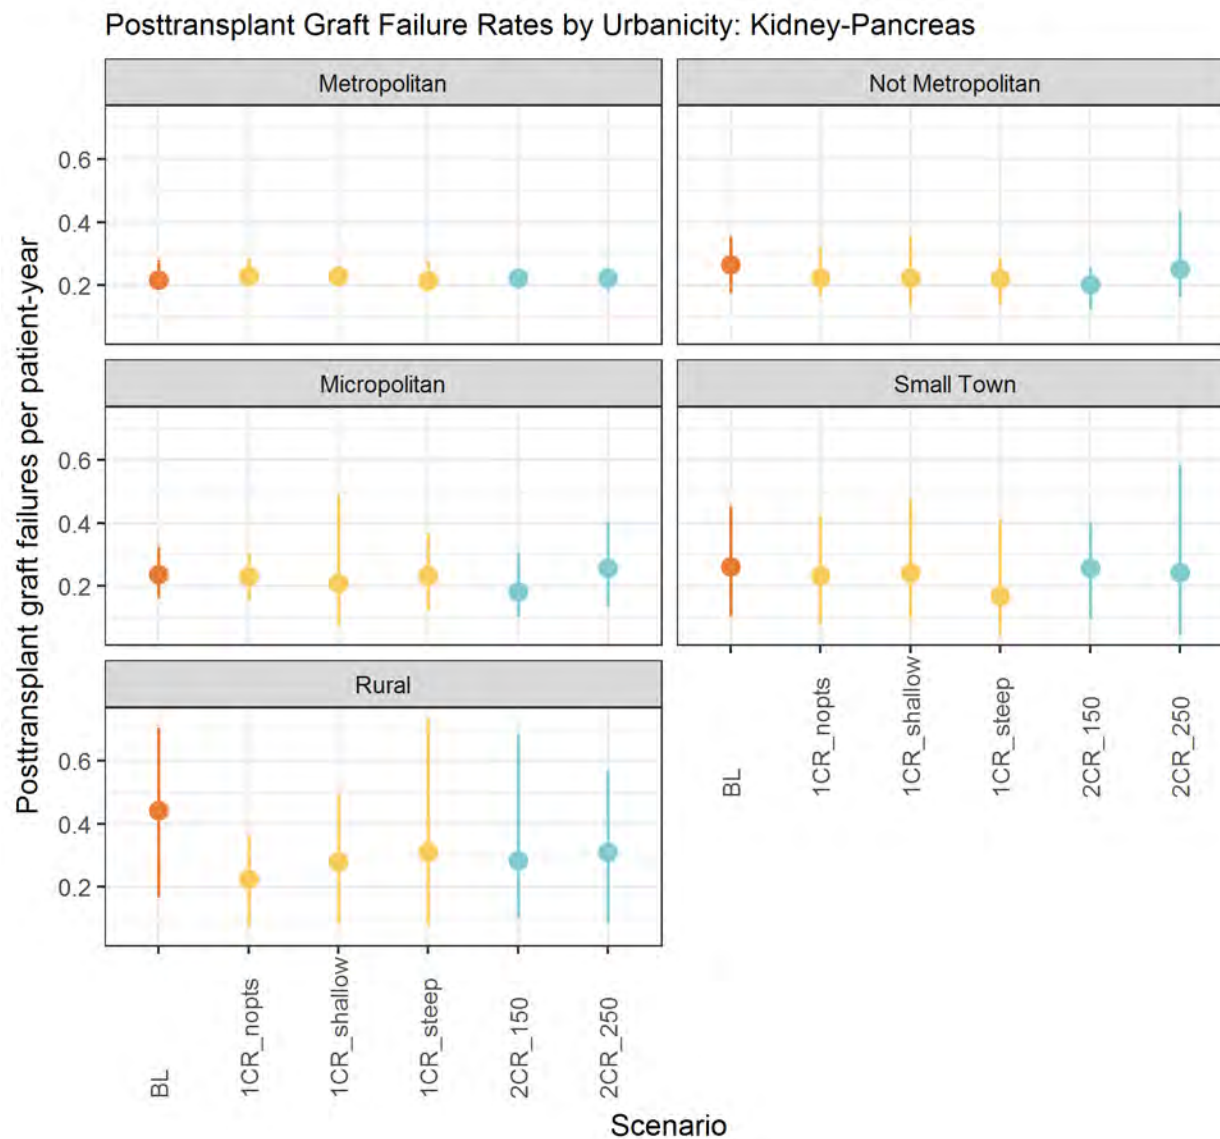 Posttransplant Graft Failure Rates by Urbanicity: Kidney-Pancreas
Metropolitan
Not Metropolitan
0.6
0.4
0.2
Micropolitan
Small Town
0.6
0.4
0.2
Rural
0.6
0.4
0.2
Posttransplant graft failures per patient-year
BL
1CR_nopts
1CR_shallow
1CR_steep
2CR_150
2CR_250
BL
1CR_nopts
1CR_shallow
1CR_steep
2CR_150
2CR_250
Scenario